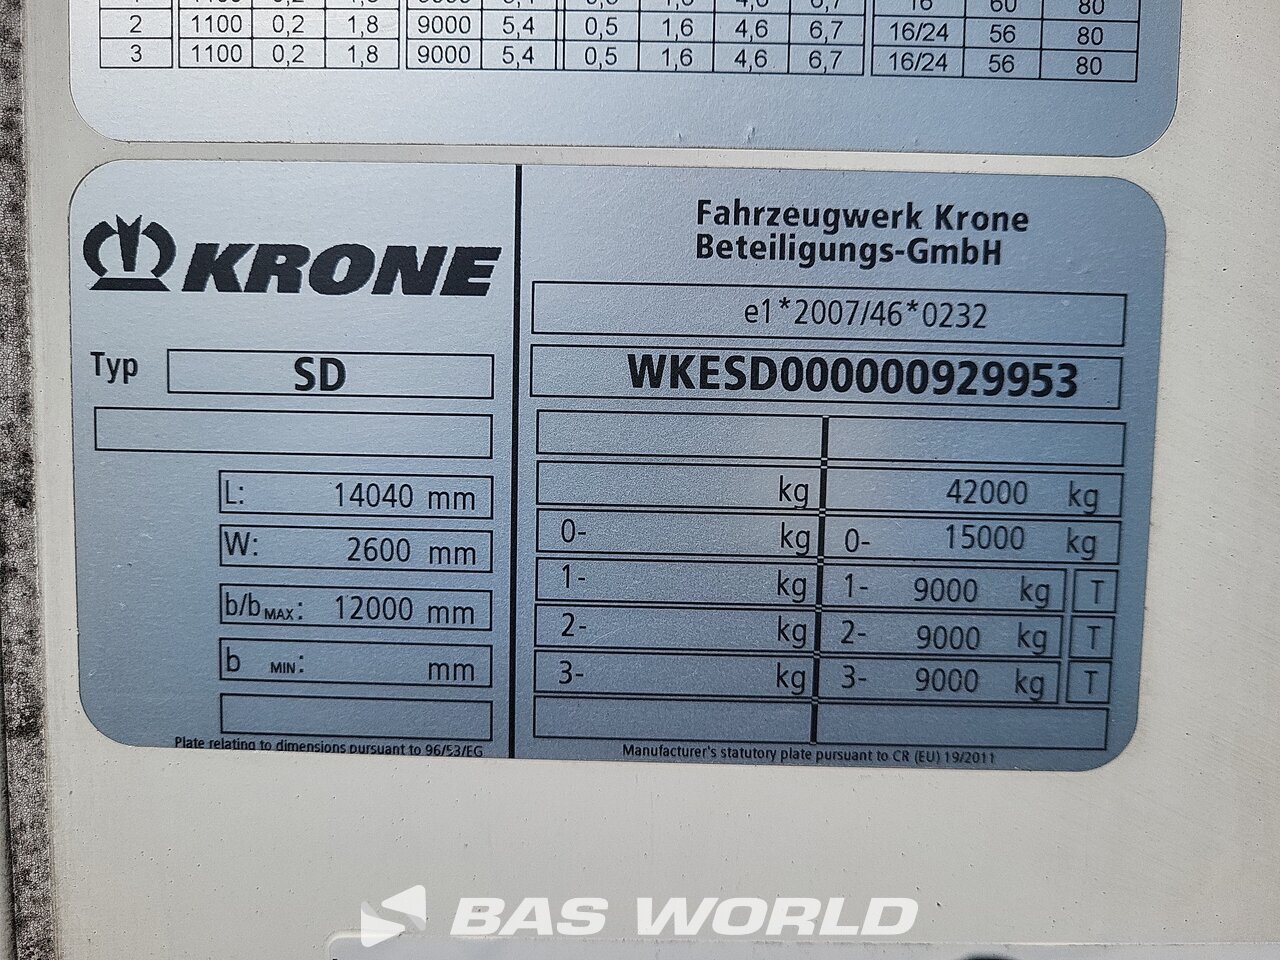 2 1100 0,2 1,8 9000 5,4 0,5 1,6 4,6 6,7 16/24 56 80
3 1100 0,2 1,8 9000 5,4 0,5 1,6 4,6 6,7 16/24 56 80
KRONE
Typ SD
L: 14040 mm
W: 2600 mm
b/b MAX: 12000 mm
b MIN: mm
Plate relating to dimensions pursuant to 96/53/EG
Fahrzeugwerk Krone
Beteiligungs-GmbH
e1*2007/46*0232
WKESD000000929953
kg 42000 kg
0- kg 0- 15000 kg
1- kg 1- 9000 kg T
2- kg 2- 9000 kg T
3- kg 3- 9000 kg T
Manufacturer's statutory plate pursuant to CR (EU) 19/2011
BAS WORLD